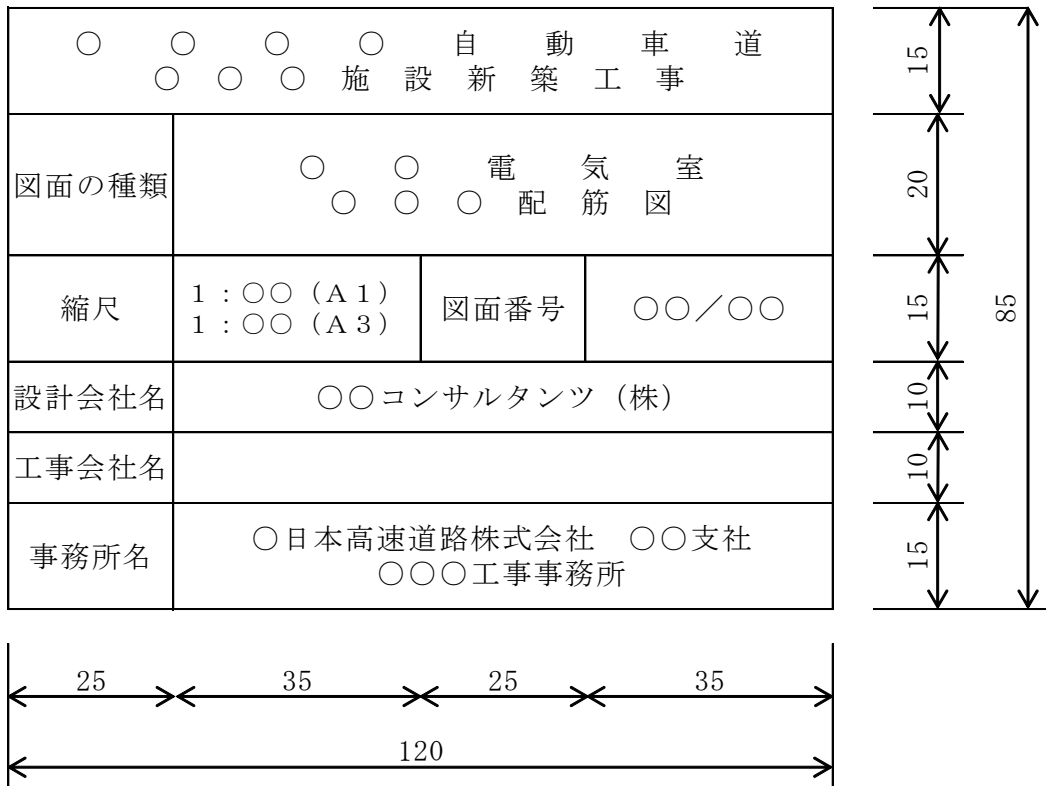 ○ ○ ○ ○ 自 動 車 道
○ ○ ○ 施 設 新 築 工 事
図面の種類
○ ○ 電 気 室
○ ○ ○ 配 筋 図
縮尺
1：○○（A1）
1：○○（A3）
図面番号
○○／○○
設計会社名
○○コンサルタンツ（株）
工事会社名
事務所名
○日本高速道路株式会社　○○支社
○○○工事事務所
15
20
15
10
10
15
85
25
35
25
35
120